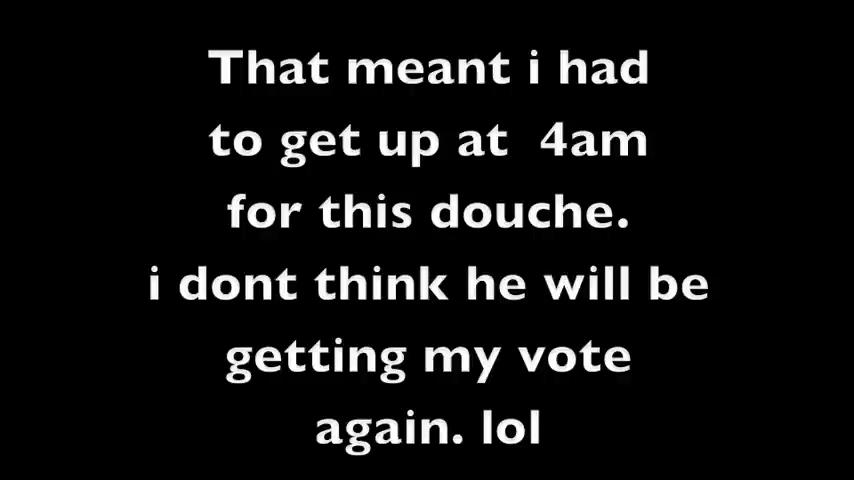 That meant i had
to get up at  4am
for this douche.
i dont think he will be
getting my vote
again. lol